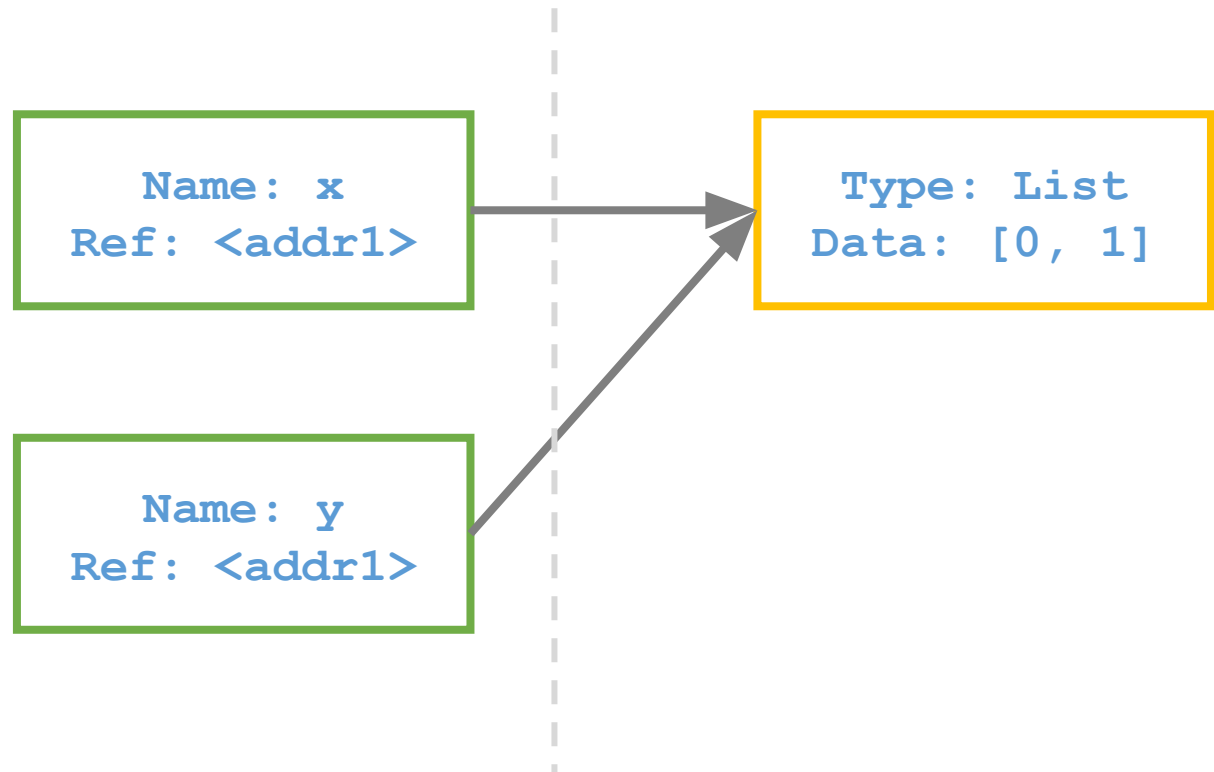 Name: x
Ref: <addr1>
Type: List
Data: [0, 1]
Name: y
Ref: <addr1>